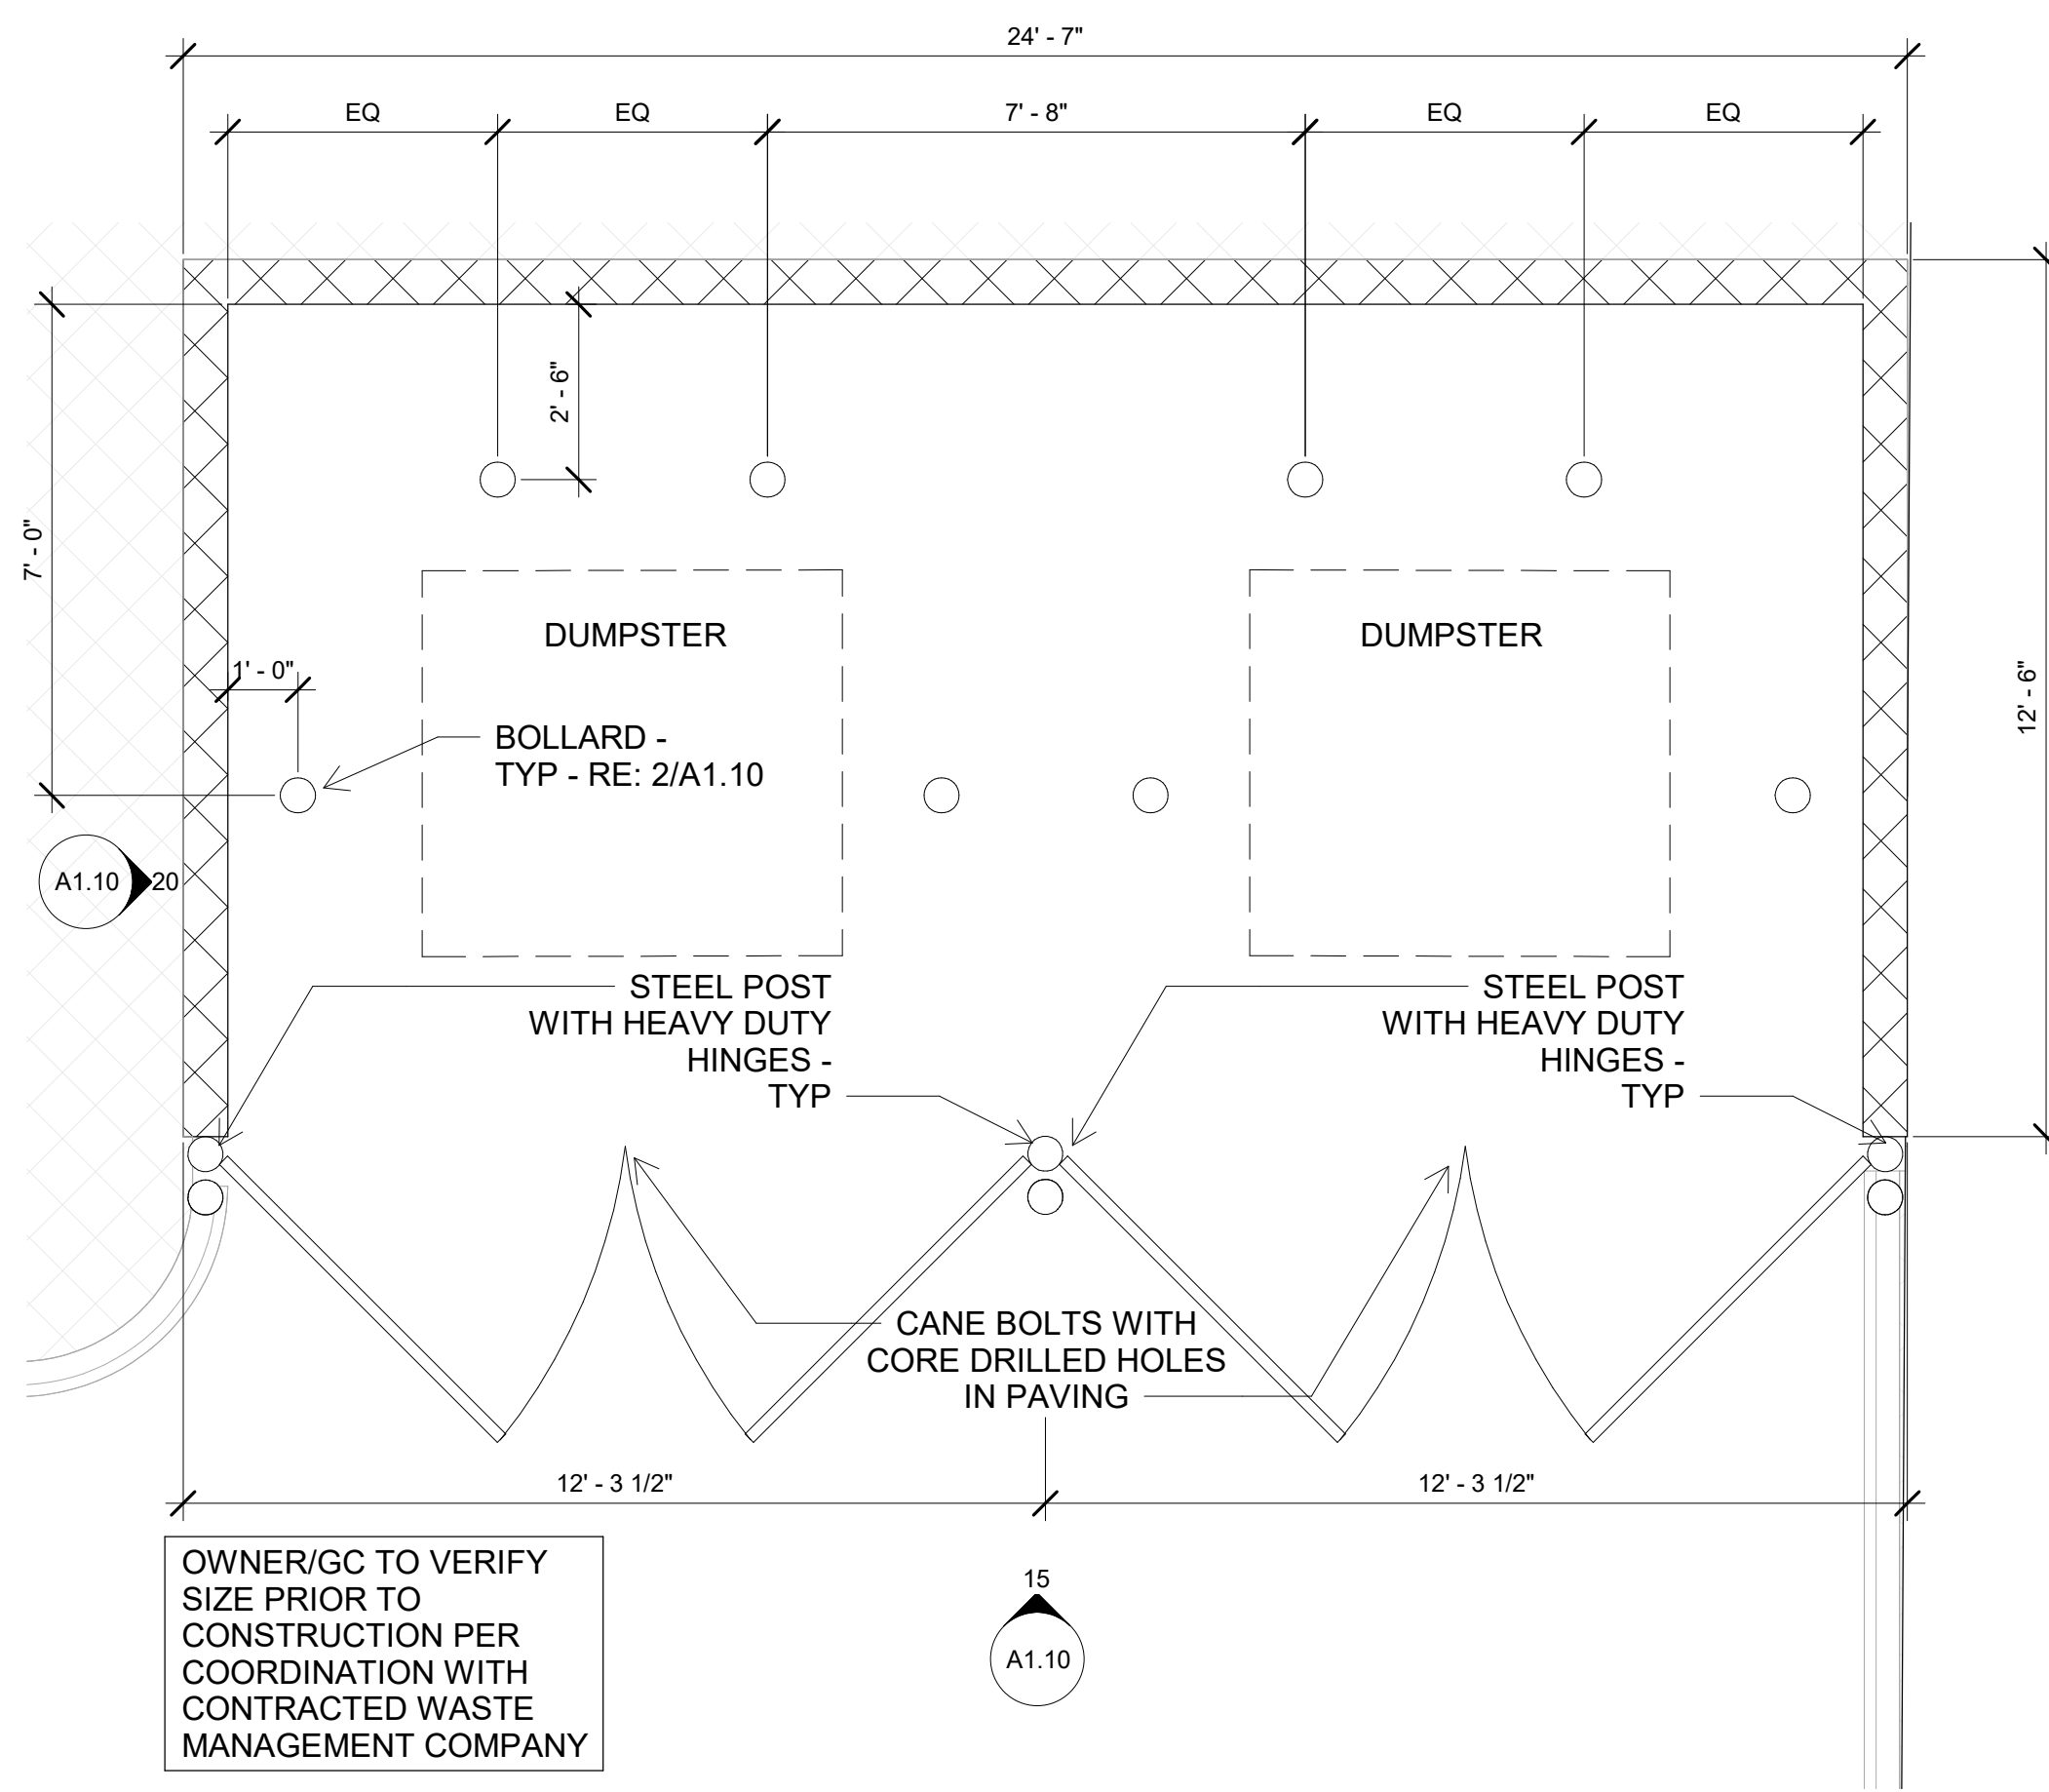 24' - 7"
EQ
EQ
7' - 8"
EQ
EQ
2' - 6"
7' - 0"
12' - 6"
DUMPSTER
DUMPSTER
1' - 0"
BOLLARD -
TYP - RE: 2/A1.10
A1.10
20
STEEL POST
WITH HEAVY DUTY
HINGES -
TYP
STEEL POST
WITH HEAVY DUTY
HINGES -
TYP
CANE BOLTS WITH
CORE DRILLED HOLES
IN PAVING
12' - 3 1/2"
12' - 3 1/2"
OWNER/GC TO VERIFY
SIZE PRIOR TO
CONSTRUCTION PER
COORDINATION WITH
CONTRACTED WASTE
MANAGEMENT COMPANY
15
A1.10